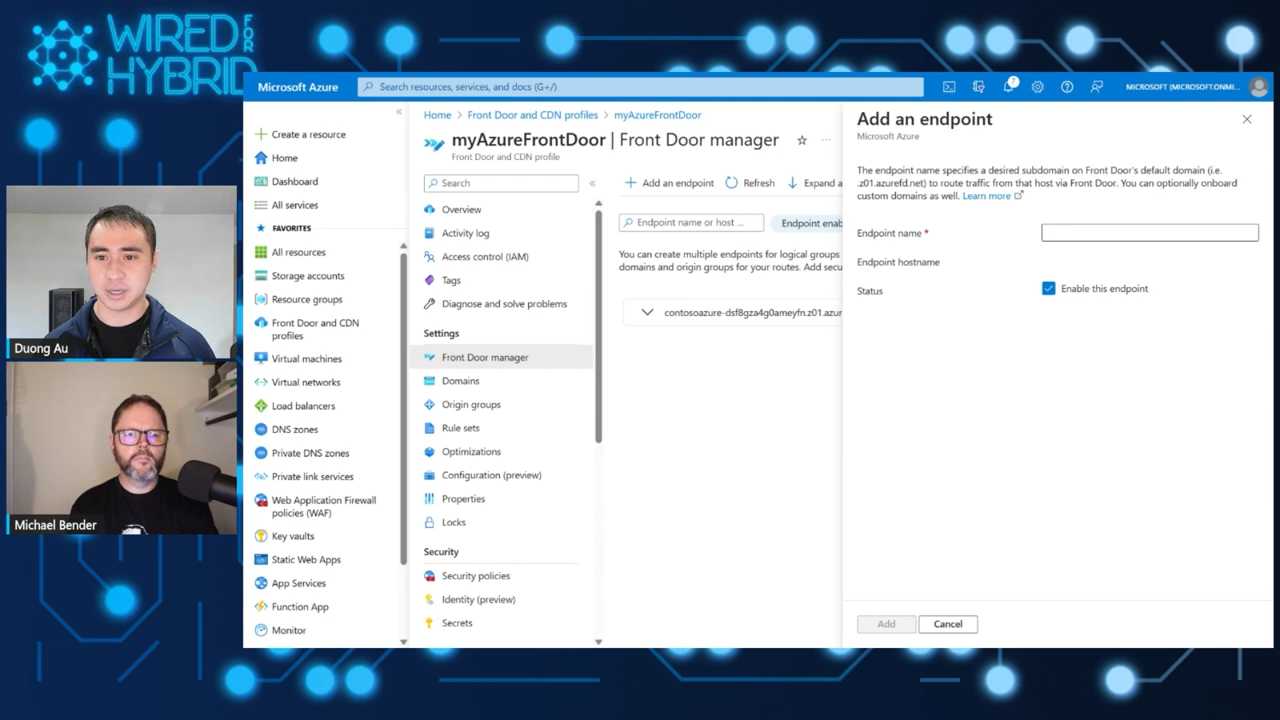 WIRED FOR
HYBRID
Microsoft Azure
Search resources, services, and docs (G+/)
7
MICROSOFT (MICROSOFT.ONMI...
Create a resource
Home
Dashboard
All services
FAVORITES
All resources
Storage accounts
Resource groups
Front Door and CDN
profiles
Virtual machines
Virtual networks
Load balancers
DNS zones
Private DNS zones
Private link services
Web Application Firewall
policies (WAF)
Key vaults
Static Web Apps
App Services
Function App
Monitor
Home > Front Door and CDN profiles > myAzureFrontDoor
myAzureFrontDoor | Front Door manager
Front Door and CDN profile
Search
Overview
Activity log
Access control (IAM)
Tags
Diagnose and solve problems
Settings
Front Door manager
Domains
Origin groups
Rule sets
Optimizations
Configuration (preview)
Properties
Locks
Security
Security policies
Identity (preview)
Secrets
Add an endpoint
Refresh
Expand a
Endpoint name or host ...
Endpoint enab
You can create multiple endpoints for logical groups
domains and origin groups for your routes. Add secu
contosoazure-dsf8gza4g0ameyfn.z01.azur
Add an endpoint
Microsoft Azure
The endpoint name specifies a desired subdomain on Front Door's default domain (i.e.
.z01.azurefd.net) to route traffic from that host via Front Door. You can optionally onboard
custom domains as well. Learn more
Endpoint name *
Endpoint hostname
Status
Enable this endpoint
Add
Cancel
Duong Au
Michael Bender